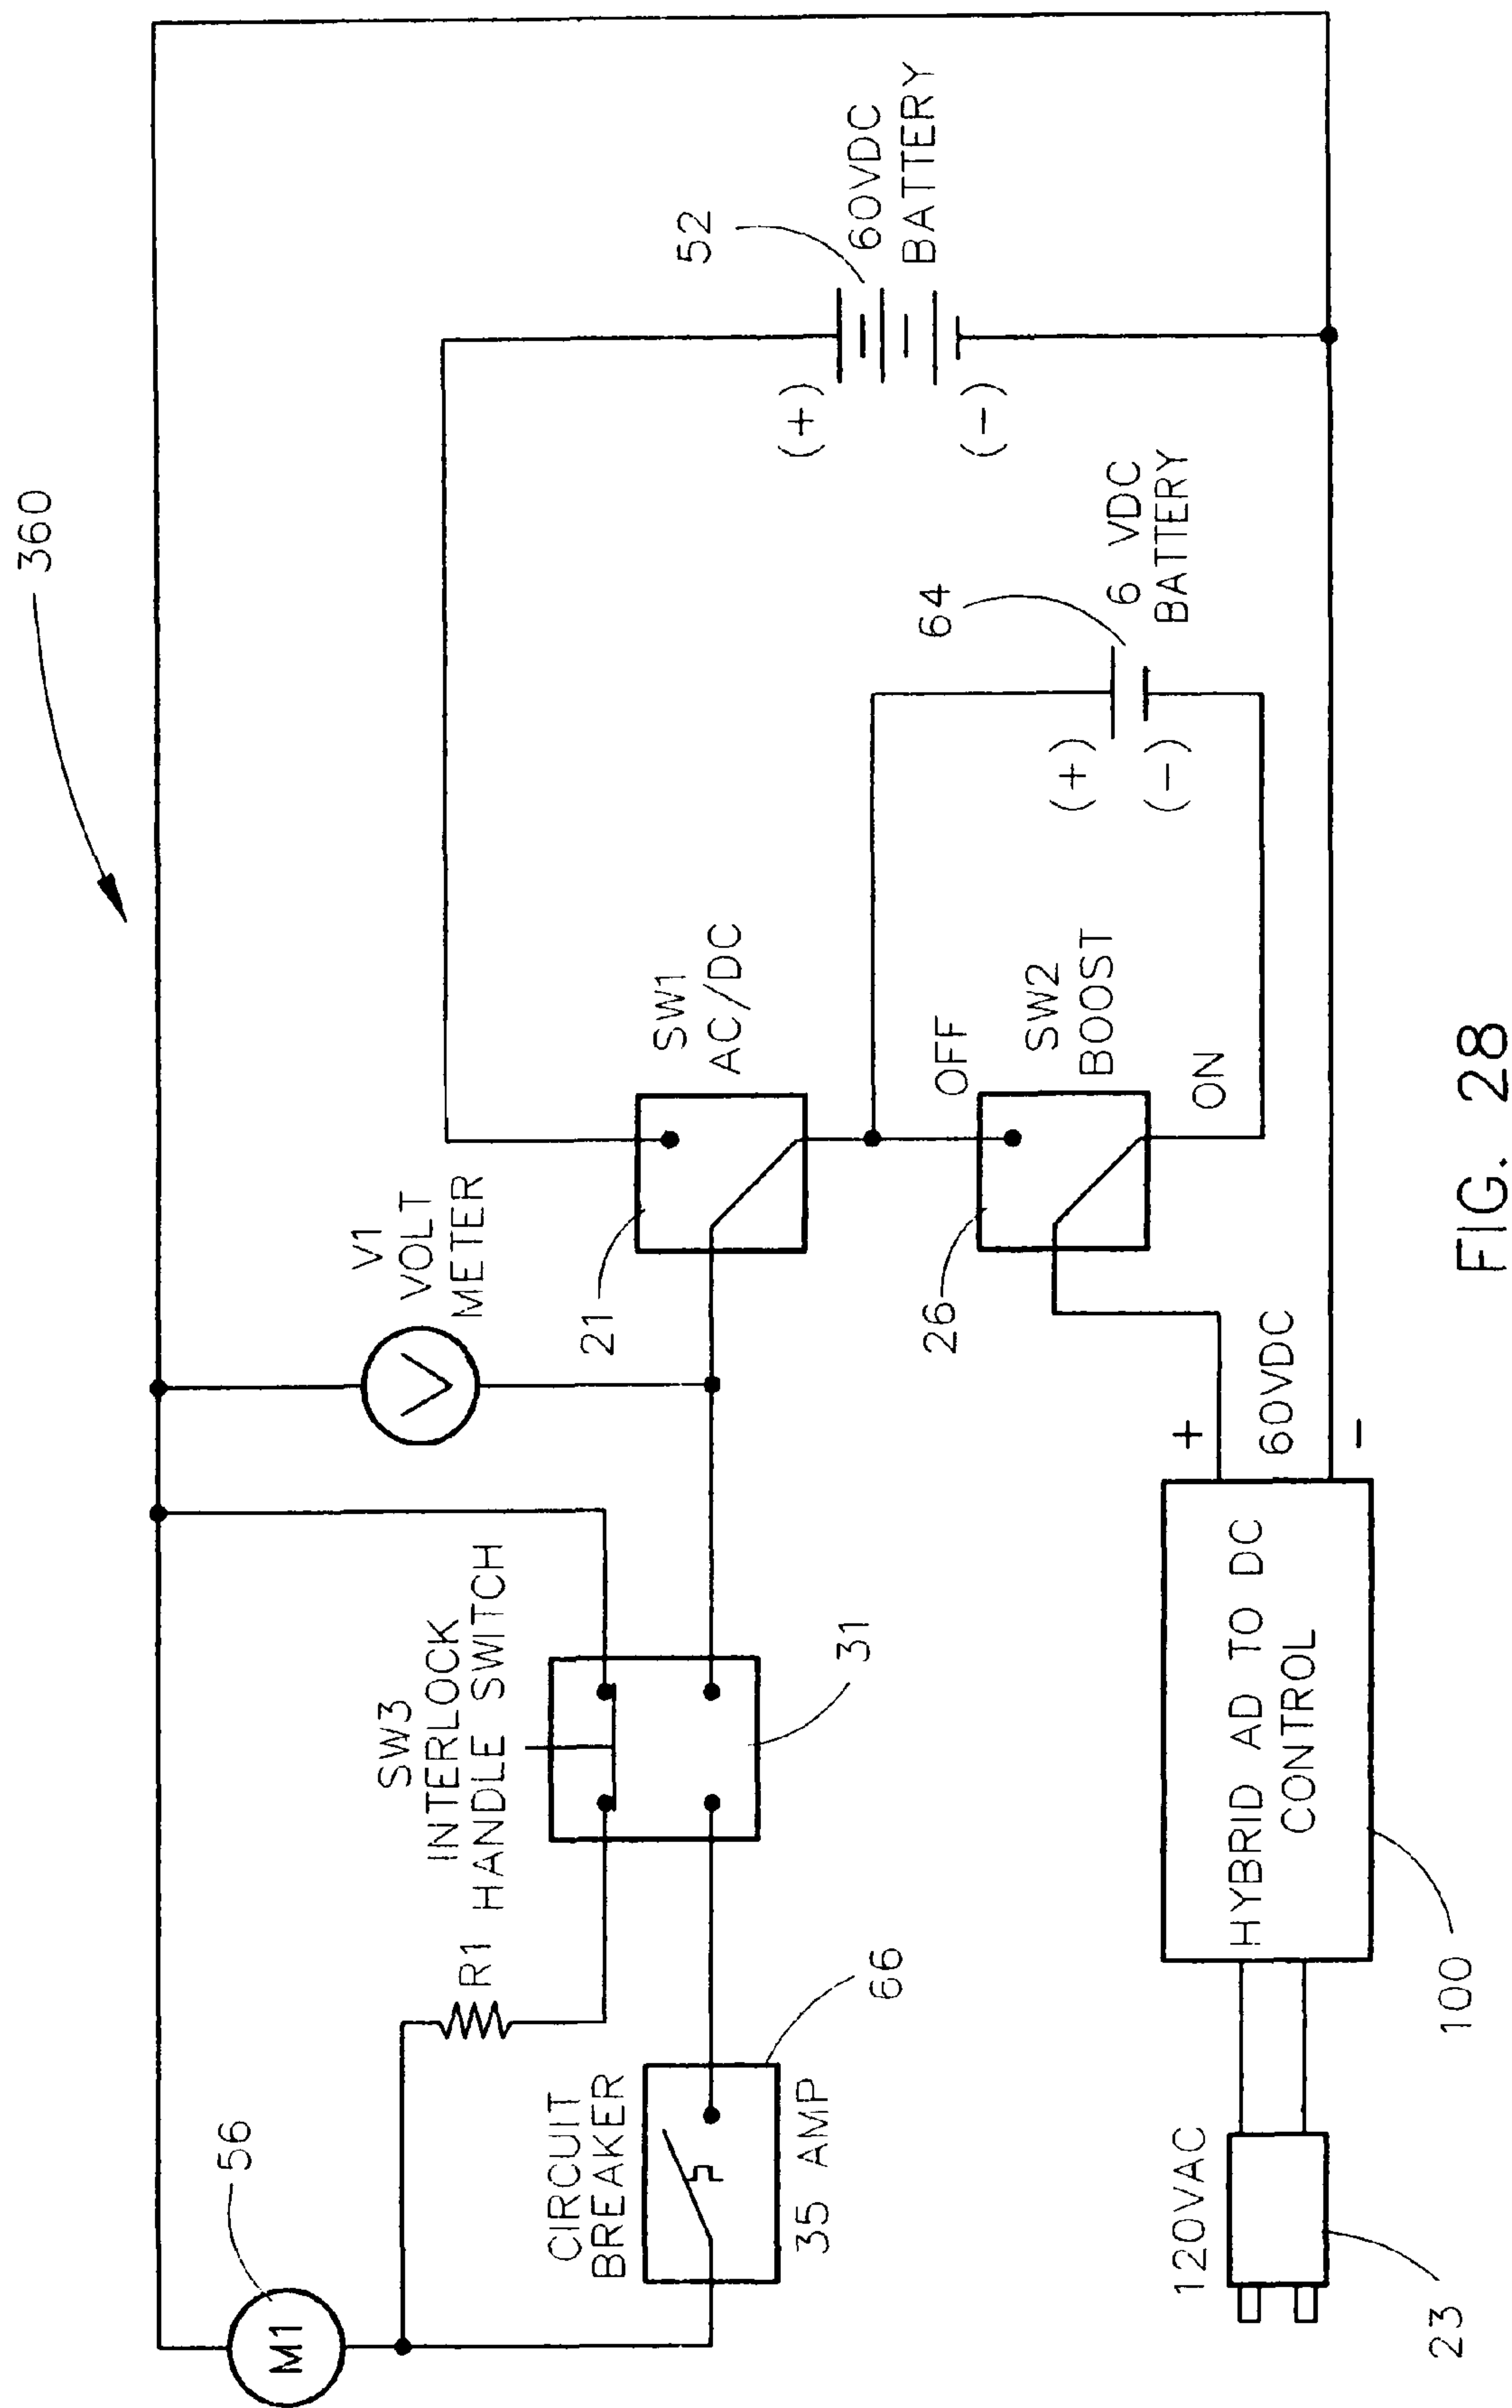 360
M1
56
R1
SW3
INTERLOCK
HANDLE SWITCH
V1
VOLT
METER
CIRCUIT
BREAKER
35 AMP
66
31
21
SW1
AC/DC
52
60VDC
BATTERY
(+)
(-)
OFF
26
SW2
BOOST
ON
64
6 VDC
BATTERY
(+)
(-)
120VAC
23
HYBRID AD TO DC
CONTROL
100
+
60VDC
-
FIG. 28